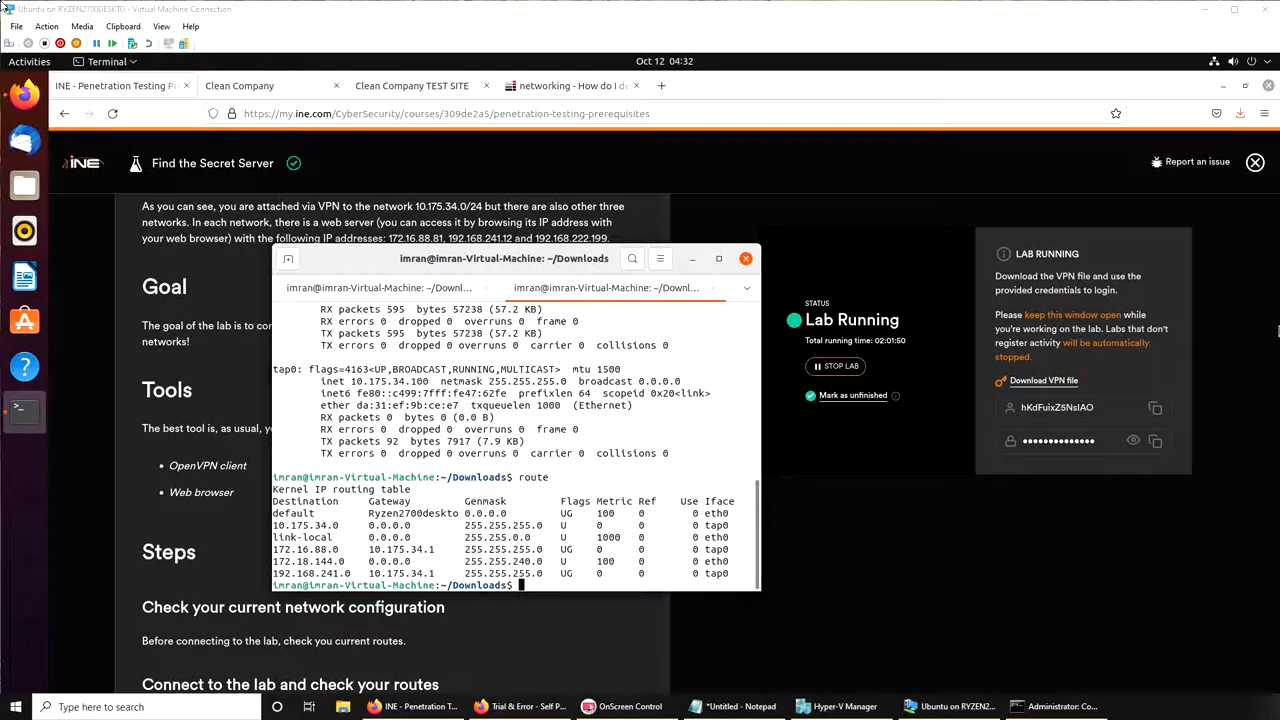 Ubuntu on RYZEN2700DESKTO - Virtual Machine Connection
File Action Media Clipboard View Help
Activities Terminal Oct 12 04:32
INE - Penetration Testing Pr Clean Company Clean Company TEST SITE networking - How do I de
https://my.ine.com/CyberSecurity/courses/309de2a5/penetration-testing-prerequisites
INE Find the Secret Server Report an issue
As you can see, you are attached via VPN to the network 10.175.34.0/24 but there are also other three
networks. In each network, there is a web server (you can access it by browsing its IP address with
your web browser) with the following IP addresses: 172.16.88.81, 192.168.241.12 and 192.168.222.199.
Goal
The goal of the lab is to con
networks!
Tools
The best tool is, as usual, y
• OpenVPN client
• Web browser
Steps
Check your current network configuration
Before connecting to the lab, check you current routes.
Connect to the lab and check your routes
imran@imran-Virtual-Machine: ~/Downloads
imran@imran-Virtual-Machine: ~/Downl... imran@imran-Virtual-Machine: ~/Downl...
RX packets 595 bytes 57238 (57.2 KB)
RX errors 0 dropped 0 overruns 0 frame 0
TX packets 595 bytes 57238 (57.2 KB)
TX errors 0 dropped 0 overruns 0 carrier 0 collisions 0
tap0: flags=4163<UP,BROADCAST,RUNNING,MULTICAST> mtu 1500
inet 10.175.34.100 netmask 255.255.255.0 broadcast 0.0.0.0
inet6 fe80::c499:7fff:fe47:62fe prefixlen 64 scopeid 0x20<link>
ether da:31:ef:9b:ce:e7 txqueuelen 1000 (Ethernet)
RX packets 0 bytes 0 (0.0 B)
RX errors 0 dropped 0 overruns 0 frame 0
TX packets 92 bytes 7917 (7.9 KB)
TX errors 0 dropped 0 overruns 0 carrier 0 collisions 0
imran@imran-Virtual-Machine:~/Downloads$ route
Kernel IP routing table
Destination Gateway Genmask Flags Metric Ref Use Iface
default Ryzen2700deskto 0.0.0.0 UG 100 0 0 eth0
10.175.34.0 0.0.0.0 255.255.255.0 U 0 0 0 tap0
link-local 0.0.0.0 255.255.0.0 U 1000 0 0 eth0
172.16.88.0 10.175.34.1 255.255.255.0 UG 0 0 0 tap0
172.18.144.0 0.0.0.0 255.255.240.0 U 100 0 0 eth0
192.168.241.0 10.175.34.1 255.255.255.0 UG 0 0 0 tap0
imran@imran-Virtual-Machine:~/Downloads$
STATUS
Lab Running
Total running time: 02:01:50
STOP LAB
Mark as unfinished
LAB RUNNING
Download the VPN file and use the
provided credentials to login.
Please keep this window open while
you're working on the lab. Labs that don't
register activity will be automatically
stopped.
Download VPN file
hKdFuixZ5NsIAO
••••••••••••••
Type here to search INE - Penetration T... Trial & Error - Self P... OnScreen Control *Untitled - Notepad Hyper-V Manager Ubuntu on RYZEN2... Administrator: Co...